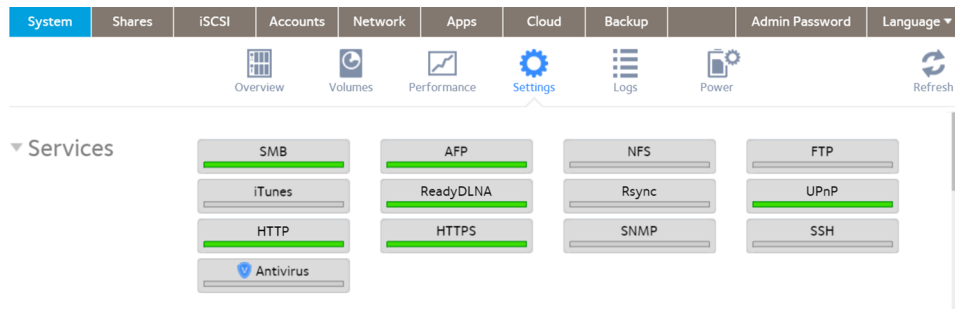 System Shares iSCSI Accounts Network Apps Cloud Backup Admin Password Language
Overview Volumes Performance Settings Logs Power Refresh
Services
SMB AFP NFS FTP
iTunes ReadyDLNA Rsync UPnP
HTTP HTTPS SNMP SSH
V Antivirus